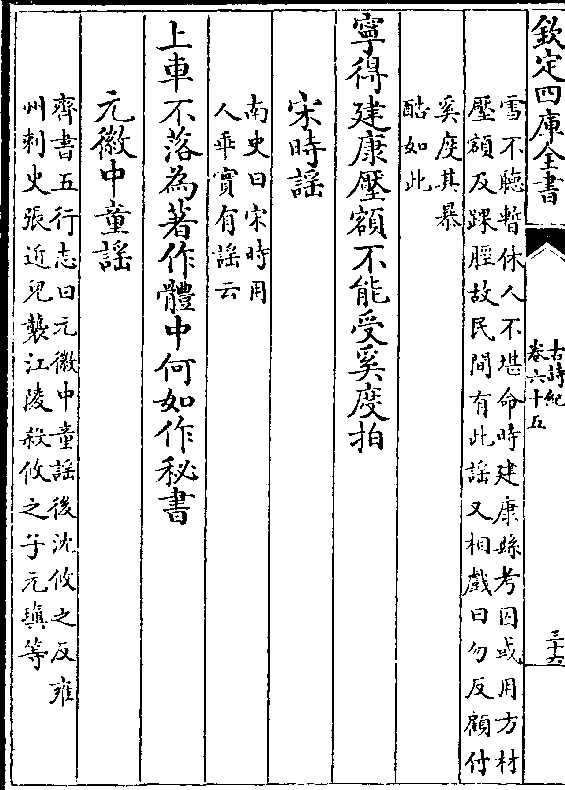 欽定四庫全書
古詩紀
卷六十五
三十六
雪不聽暫休人不堪命時建康縣考囚或用方材
壓額及踝脛故民間有此謡又相戲曰勿反顧付
奚度其暴
酷如此
寧得建康壓額不能受奚度拍
宋時謡
南史曰宋時用
人乖實有謡云
上車不落為著作體中何如作秘書
元徽中童謡
齊書五行志曰元徽中童謡後沈攸之反雍
州刺史張近兒襲江陵殺攸之子元琰等